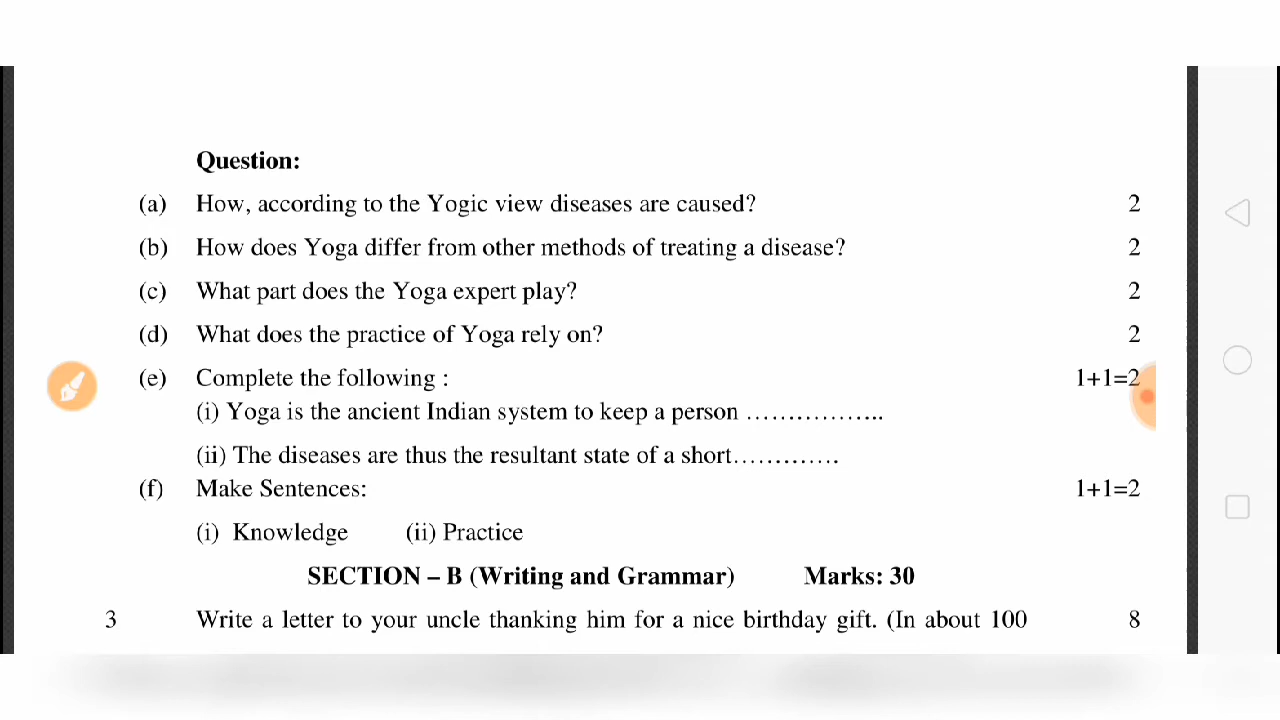 Question:
(a) How, according to the Yogic view diseases are caused? 2
(b) How does Yoga differ from other methods of treating a disease? 2
(c) What part does the Yoga expert play? 2
(d) What does the practice of Yoga rely on? 2
(e) Complete the following : 1+1=2
(i) Yoga is the ancient Indian system to keep a person ……………..
(ii) The diseases are thus the resultant state of a short………….
(f) Make Sentences: 1+1=2
(i) Knowledge (ii) Practice
SECTION – B (Writing and Grammar) Marks: 30
3 Write a letter to your uncle thanking him for a nice birthday gift. (In about 100 8